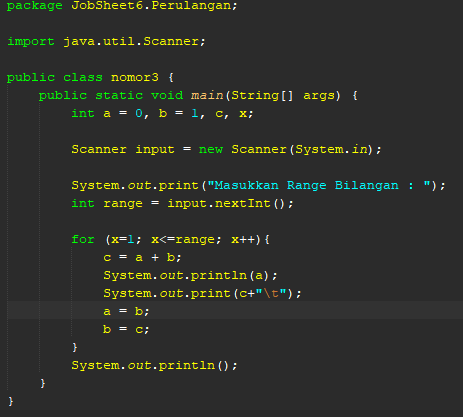 package JobSheet6.Perulangan;
import java.util.Scanner;
public class nomor3 {
public static void main(String[] args) {
int a = 0, b = 1, c, x;
Scanner input = new Scanner(System.in);
System.out.print("Masukkan Range Bilangan : ");
int range = input.nextInt();
for (x=1; x<=range; x++){
c = a + b;
System.out.println(a);
System.out.print(c+"\t");
a = b;
b = c;
}
System.out.println();
}
}